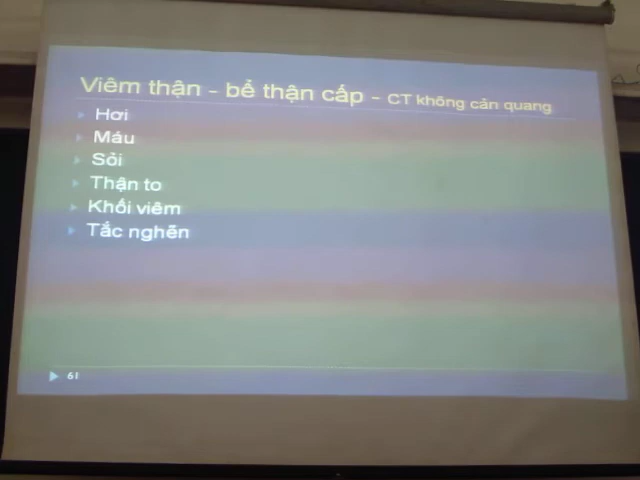 Viêm thận - bể thận cấp - CT không cản quang
Hơi
Máu
Sỏi
Thận to
Khối viêm
Tắc nghẽn
61